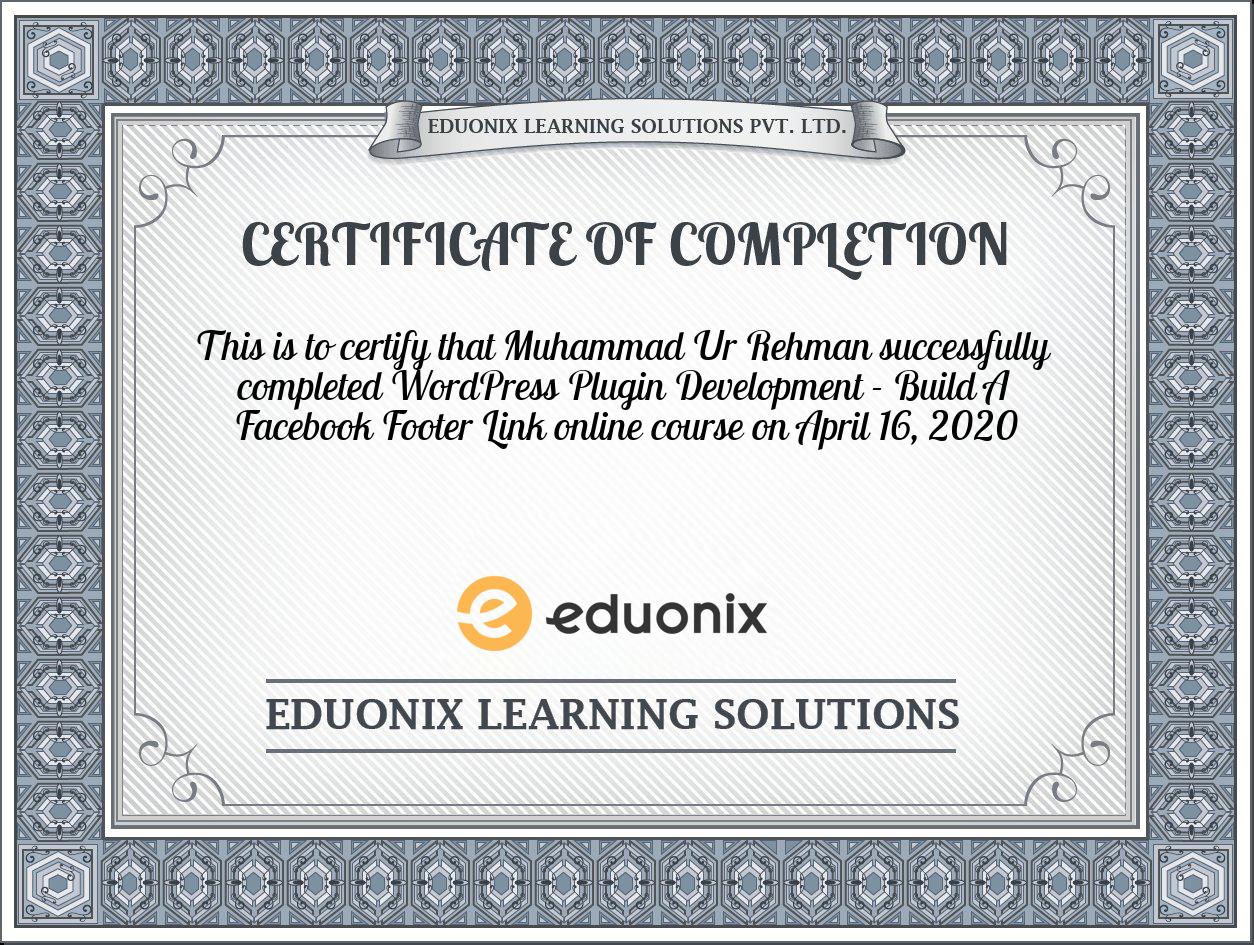 EDUONIX LEARNING SOLUTIONS PVT. LTD.
CERTIFICATE OF COMPLETION
This is to certify that Muhammad Ur Rehman successfully
completed WordPress Plugin Development - Build A
Facebook Footer Link online course on April 16, 2020
eduonix
EDUONIX LEARNING SOLUTIONS